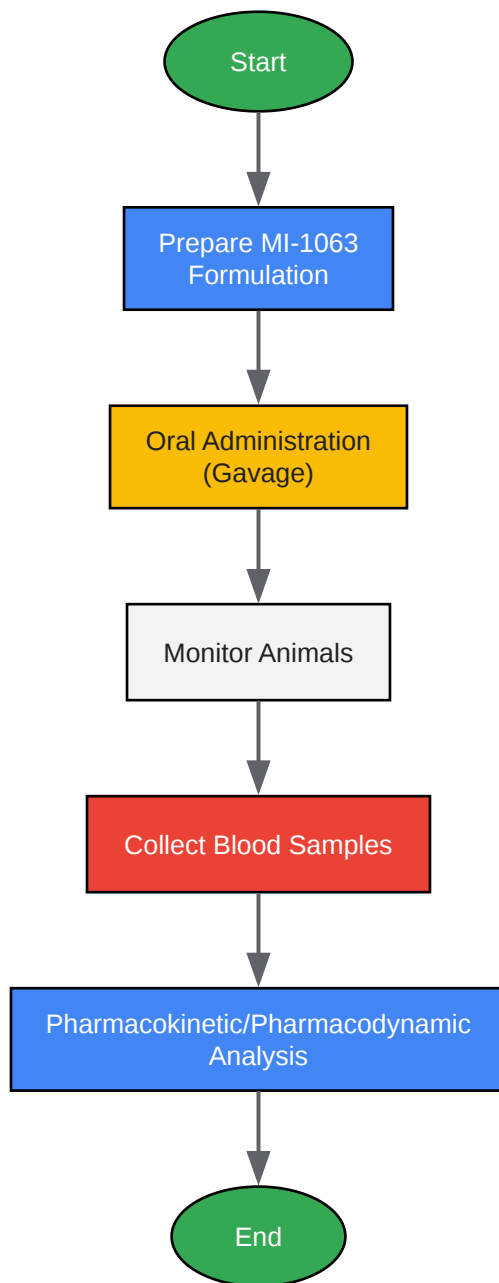 Start
Prepare MI-1063
Formulation
Oral Administration
(Gavage)
Monitor Animals
Collect Blood Samples
Pharmacokinetic/Pharmacodynamic
Analysis
End